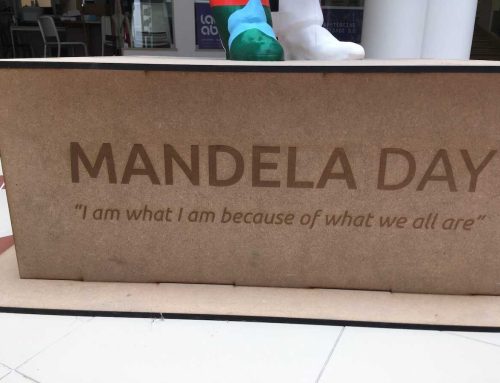 MANDELA DAY
"I am what I am because of what we all are"